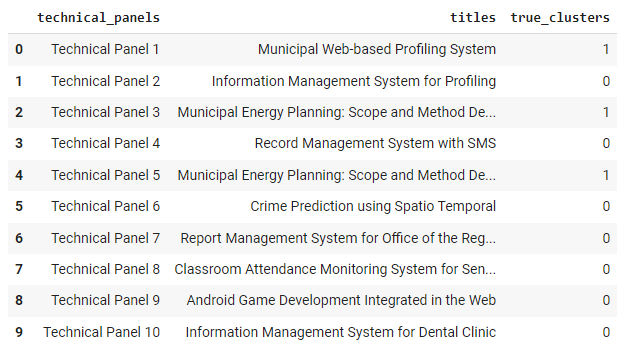 technical_panels titles true_clusters
0 Technical Panel 1 Municipal Web-based Profiling System 1
1 Technical Panel 2 Information Management System for Profiling 0
2 Technical Panel 3 Municipal Energy Planning: Scope and Method De... 1
3 Technical Panel 4 Record Management System with SMS 0
4 Technical Panel 5 Municipal Energy Planning: Scope and Method De... 1
5 Technical Panel 6 Crime Prediction using Spatio Temporal 0
6 Technical Panel 7 Report Management System for Office of the Reg... 0
7 Technical Panel 8 Classroom Attendance Monitoring System for Sen... 0
8 Technical Panel 9 Android Game Development Integrated in the Web 0
9 Technical Panel 10 Information Management System for Dental Clinic 0